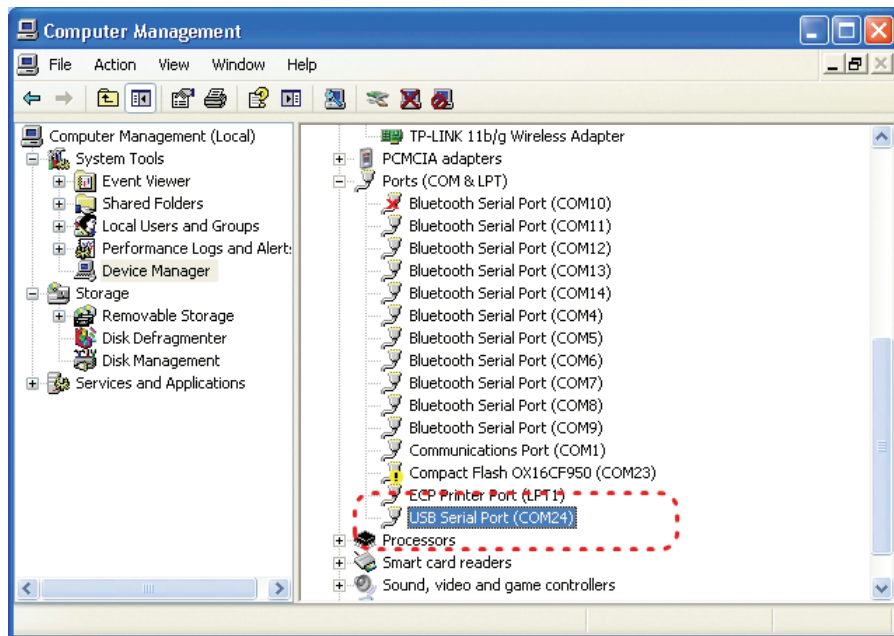 Computer Management
File Action View Window Help
Computer Management (Local)
System Tools
Event Viewer
Shared Folders
Local Users and Groups
Performance Logs and Alert:
Device Manager
Storage
Removable Storage
Disk Defragmenter
Disk Management
Services and Applications
TP-LINK 11b/g Wireless Adapter
PCMCIA adapters
Ports (COM & LPT)
Bluetooth Serial Port (COM10)
Bluetooth Serial Port (COM11)
Bluetooth Serial Port (COM12)
Bluetooth Serial Port (COM13)
Bluetooth Serial Port (COM14)
Bluetooth Serial Port (COM4)
Bluetooth Serial Port (COM5)
Bluetooth Serial Port (COM6)
Bluetooth Serial Port (COM7)
Bluetooth Serial Port (COM8)
Bluetooth Serial Port (COM9)
Communications Port (COM1)
Compact Flash OX16CF950 (COM23)
ECP Printer Port (LPT1)
USB Serial Port (COM24)
Processors
Smart card readers
Sound, video and game controllers